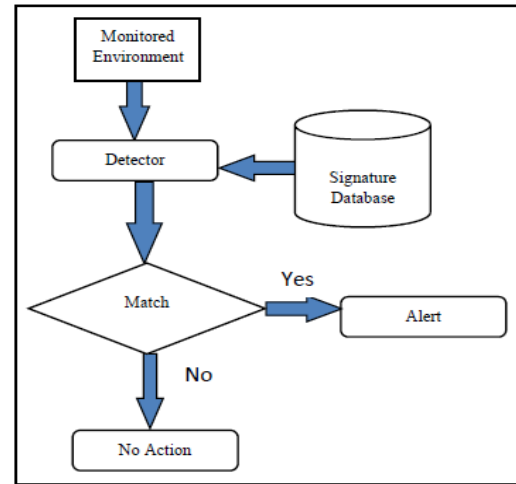 Monitored
Environment
Detector
Signature
Database
Match
Yes
Alert
No
No Action